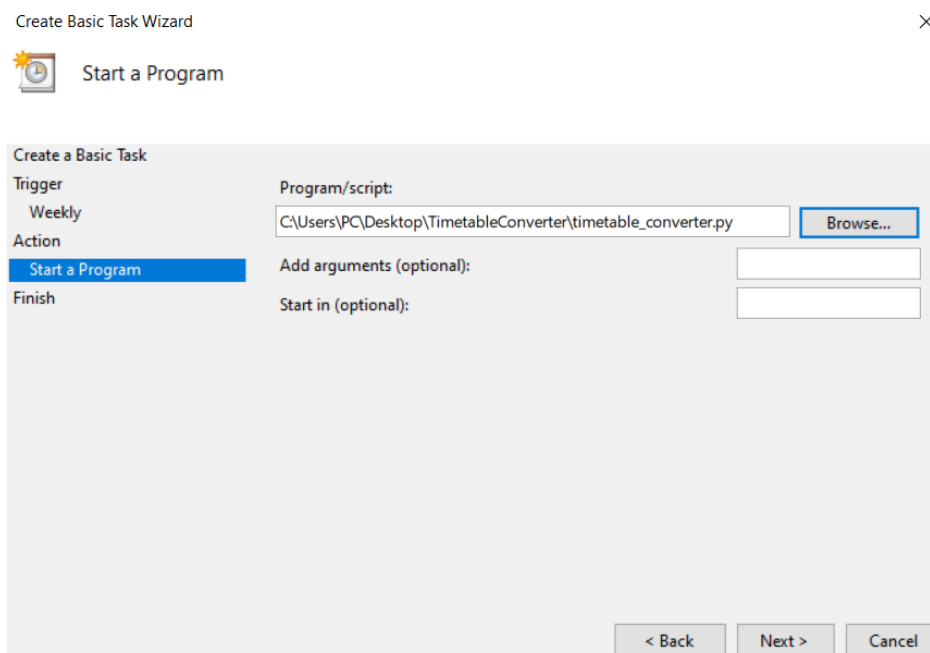 Create Basic Task Wizard
Start a Program
Create a Basic Task
Trigger
Weekly
Action
Start a Program
Finish
Program/script:
C:\Users\PC\Desktop\TimetableConverter\timetable_converter.py
Browse...
Add arguments (optional):
Start in (optional):
< Back
Next >
Cancel